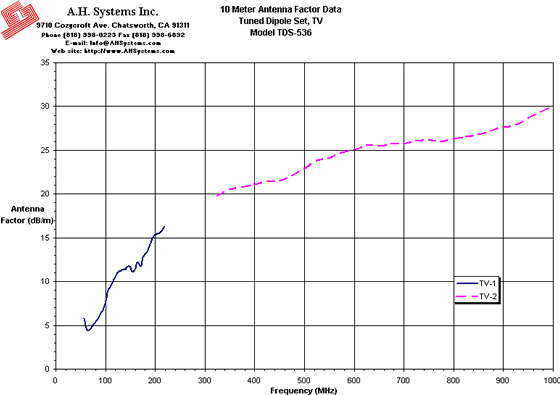 A.H. Systems Inc.
9710 Cozycroft Ave. Chatsworth, CA 91311
Phone (818) 998-0223 Fax (818) 998-6892
E-mail: Info@AHSystems.com
Web site: http://www.AHSystems.com
10 Meter Antenna Factor Data
Tuned Dipole Set, TV
Model TDS-536
35
30
25
20
Antenna
Factor (dB/m)
15
10
5
0
TV-1
TV-2
0 100 200 300 400 500 600 700 800 900 1000
Frequency (MHz)